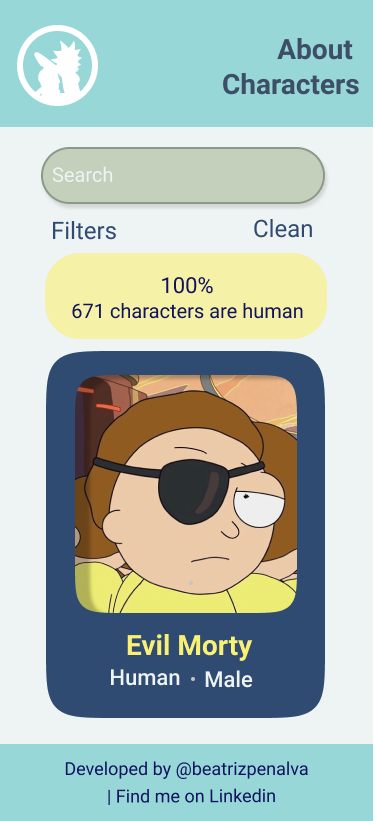 About
Characters
Search
Filters Clean
100%
671 characters are human
Evil Morty
Human • Male
Developed by @beatrizpenalva
| Find me on Linkedin